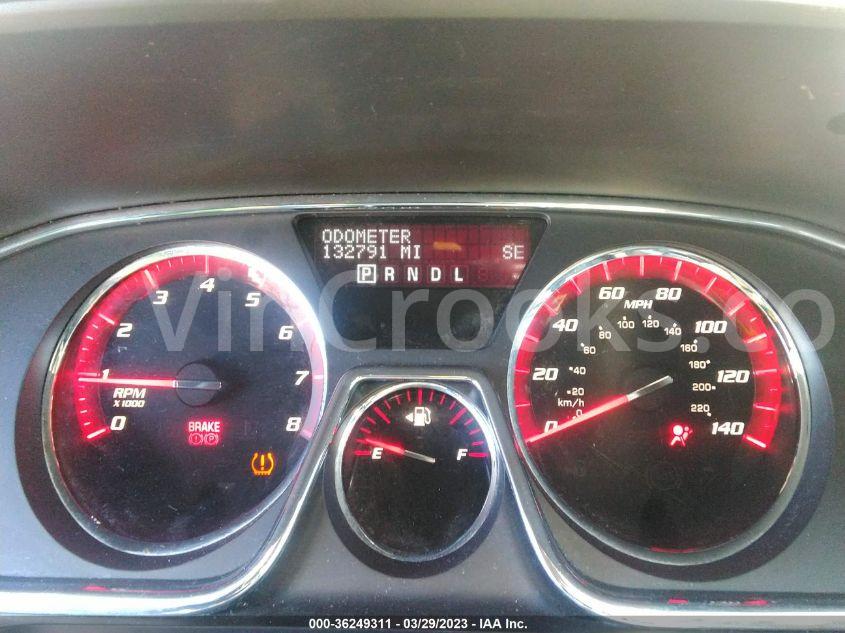 ODOMETER
132791 MI SE
P R N D L
VinCrooks.co
0 1 2 3 4 5 6 7 8
RPM
X1000
BRAKE
P
E F
0 20 40 60 80 100 120 140
MPH
0 20 40 60 80 100 120 140 160 180 200 220
km/h
000-36249311 - 03/29/2023 - IAA Inc.